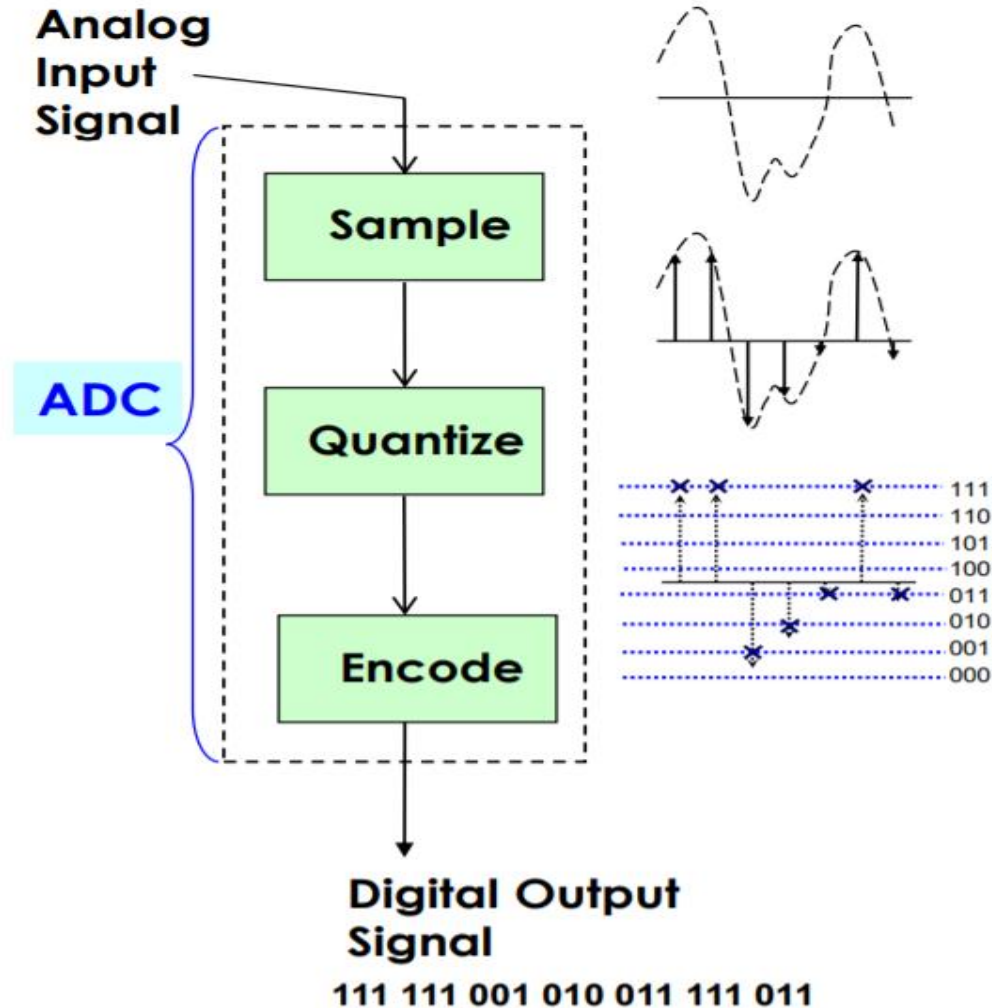 Analog
Input
Signal
Sample
ADC
Quantize
111
110
101
100
011
010
001
000
Encode
Digital Output
Signal
111 111 001 010 011 111 011